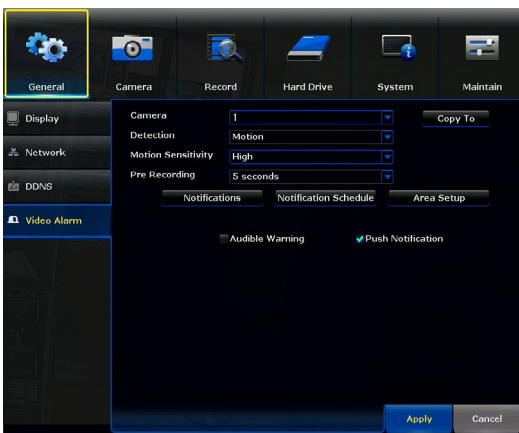 General Camera Record Hard Drive System Maintain
Display
Network
DDNS
Video Alarm
Camera 1 Copy To
Detection Motion
Motion Sensitivity High
Pre Recording 5 seconds
Notifications Notification Schedule Area Setup
Audible Warning Push Notification
Apply Cancel